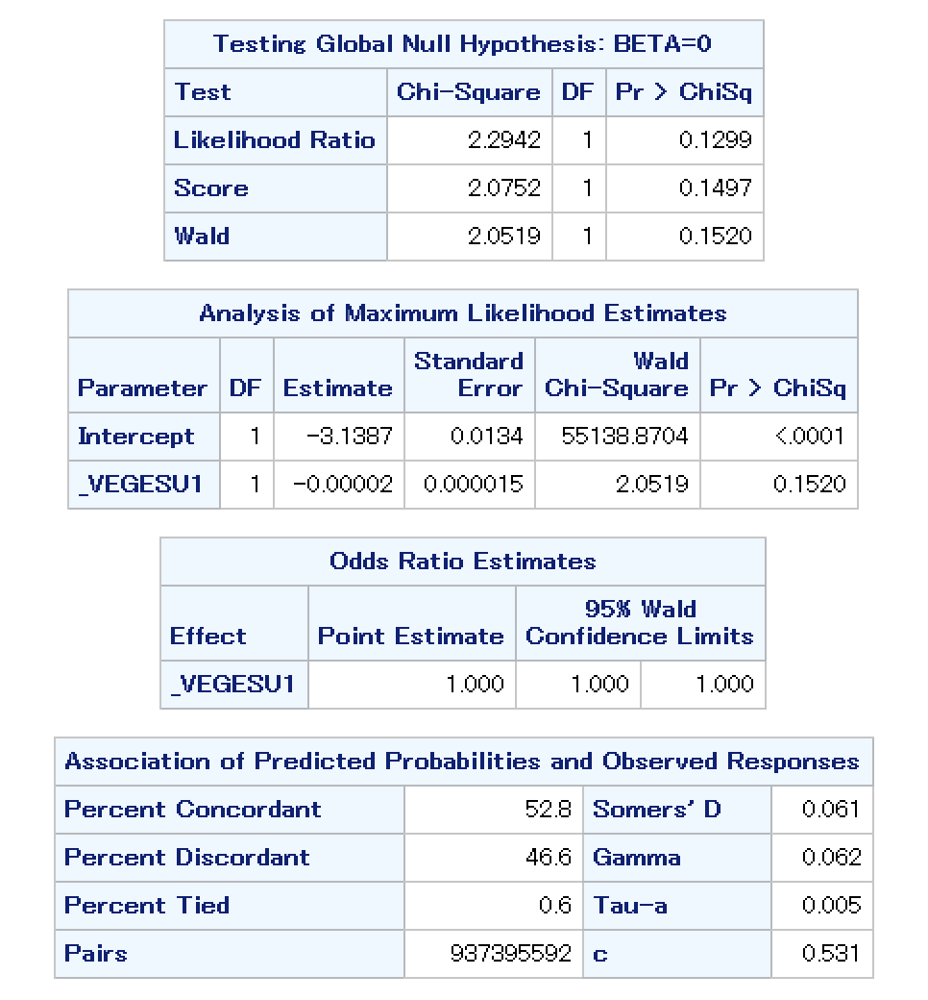 Testing Global Null Hypothesis: BETA=0
Test Chi-Square DF Pr > ChiSq
Likelihood Ratio 2.2942 1 0.1299
Score 2.0752 1 0.1497
Wald 2.0519 1 0.1520
Analysis of Maximum Likelihood Estimates
Standard Wald
Parameter DF Estimate Error Chi-Square Pr > ChiSq
Intercept 1 -3.1387 0.0134 55138.8704 <.0001
_VEGESU1 1 -0.00002 0.000015 2.0519 0.1520
Odds Ratio Estimates
95% Wald
Effect Point Estimate Confidence Limits
_VEGESU1 1.000 1.000 1.000
Association of Predicted Probabilities and Observed Responses
Percent Concordant 52.8 Somers' D 0.061
Percent Discordant 46.6 Gamma 0.062
Percent Tied 0.6 Tau-a 0.005
Pairs 937395592 c 0.531